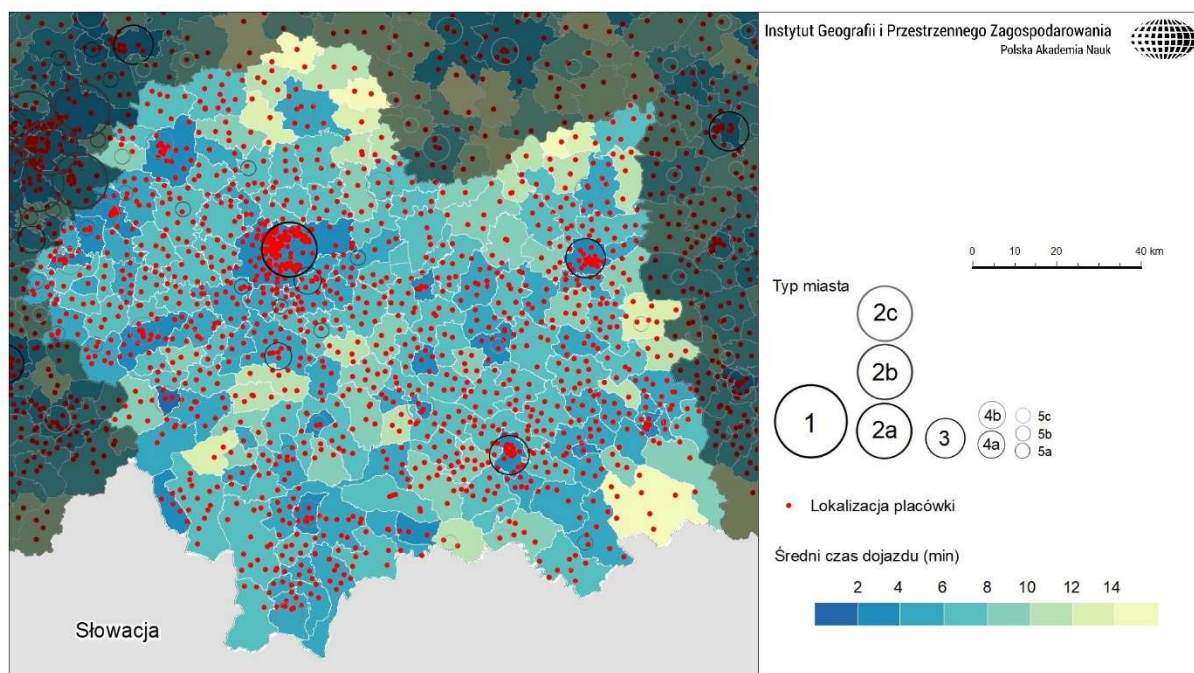 Instytut Geografii i Przestrzennego Zagospodarowania
Polska Akademia Nauk
0 10 20 40 km
Typ miasta
2c
2b
1
2a
3
4b
4a
5c
5b
5a
Lokalizacja placówki
Średni czas dojazdu (min)
2 4 6 8 10 12 14
Słowacja